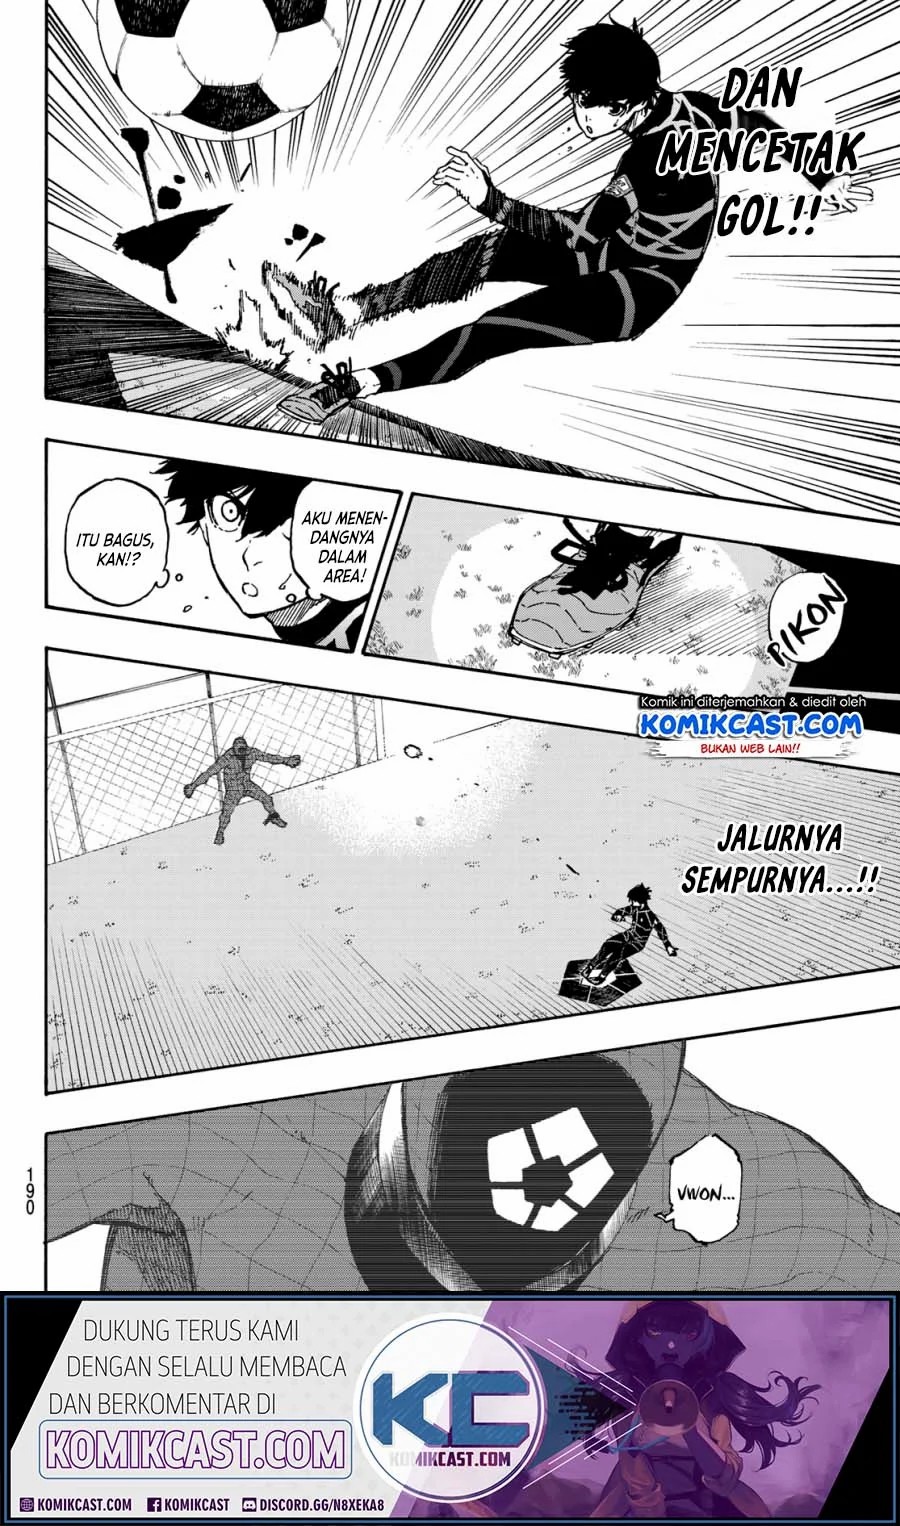 DAN
MENCETAK
GOL!!
AKU MENEN-
DANGNYA
DALAM
AREA!
ITU BAGUS,
KAN!?
PIKON
Komik ini diterjemahkan & diedit oleh
KOMIKCAST.COM
BUKAN WEB LAIN!!
JALURNYA
SEMPURNYA...!!
VWON...
190
DUKUNG TERUS KAMI
DENGAN SELALU MEMBACA
DAN BERKOMENTAR DI
KOMIKCAST.COM
KOMIKCAST.COM
KOMIKCAST
DISCORD.GG/N8XEKA8
KC
KOMIKCAST.COM